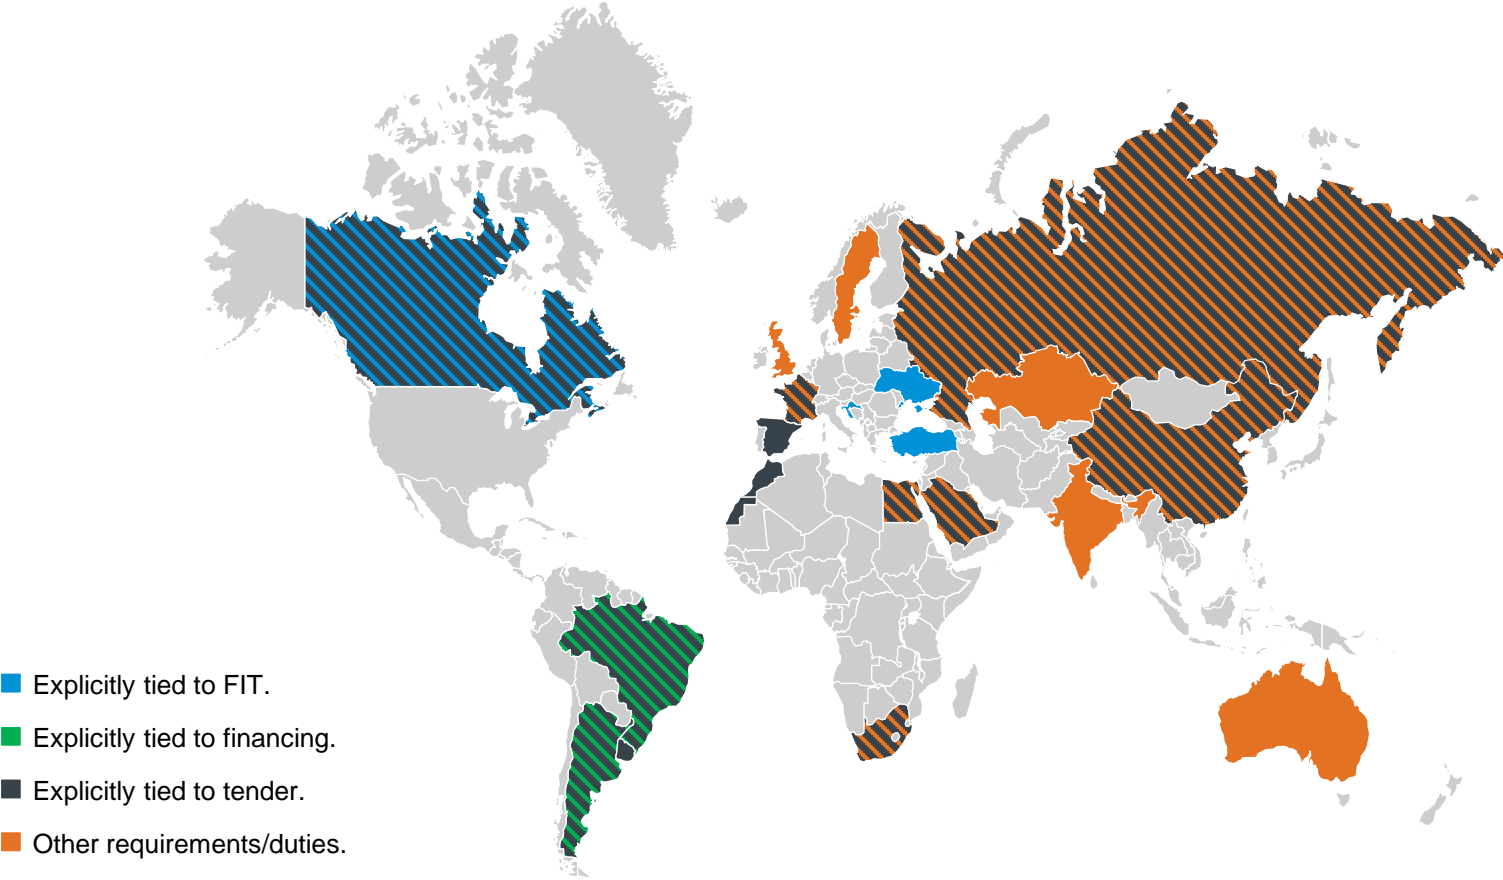 Explicitly tied to FIT.
Explicitly tied to financing.
Explicitly tied to tender.
Other requirements/duties.